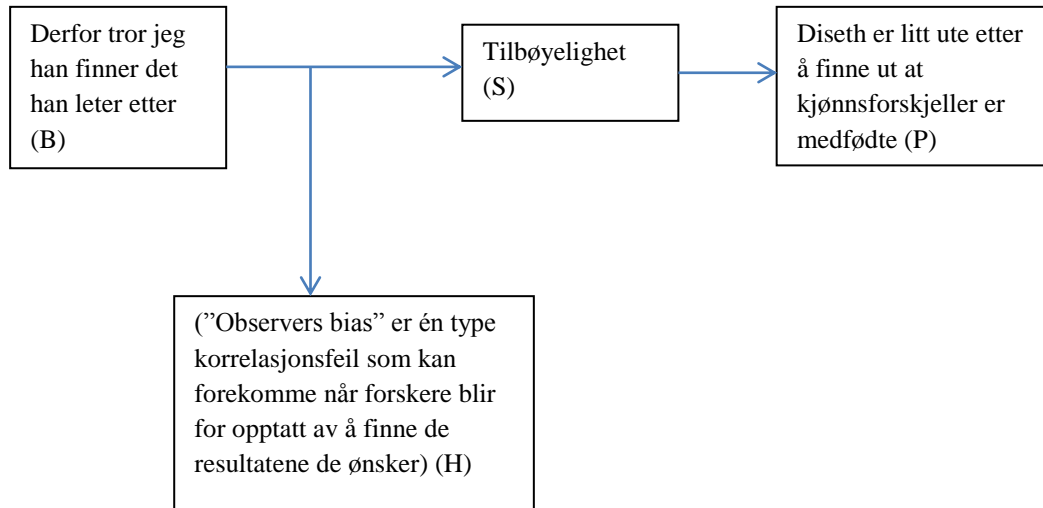 Derfor tror jeg
han finner det
han leter etter
(B)
Tilbøyelighet
(S)
Diseth er litt ute etter
å finne ut at
kjønnsforskjeller er
medfødte (P)
(”Observers bias” er én type
korrelasjonsfeil som kan
forekomme når forskere blir
for opptatt av å finne de
resultatene de ønsker) (H)